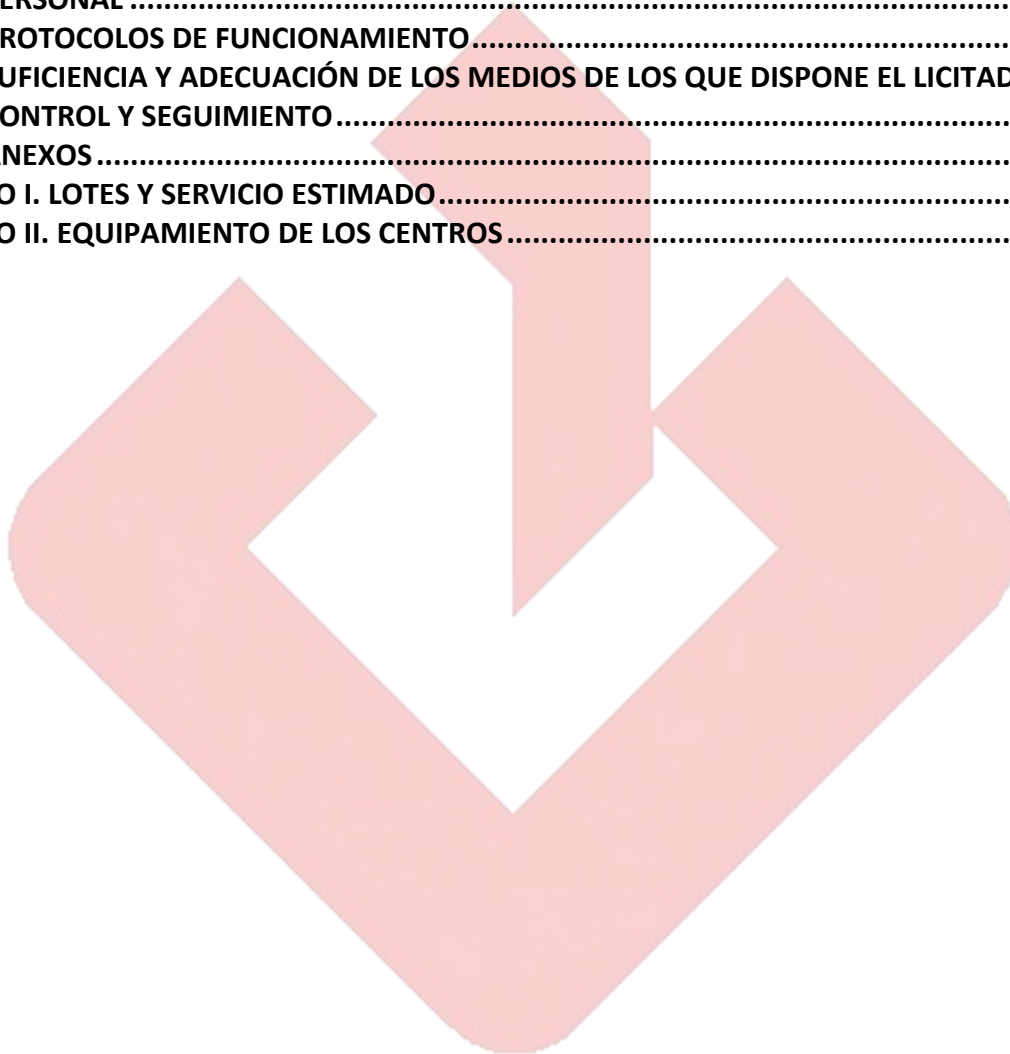 ERSONAL ....................................................................................................
ROTOCOLOS DE FUNCIONAMIENTO..............................................................
UFICIENCIA Y ADECUACIÓN DE LOS MEDIOS DE LOS QUE DISPONE EL LICITAD
ONTROL Y SEGUIMIENTO ..............................................................................
NEXOS ..........................................................................................................
O I. LOTES Y SERVICIO ESTIMADO..................................................................
O II. EQUIPAMIENTO DE LOS CENTROS ..........................................................